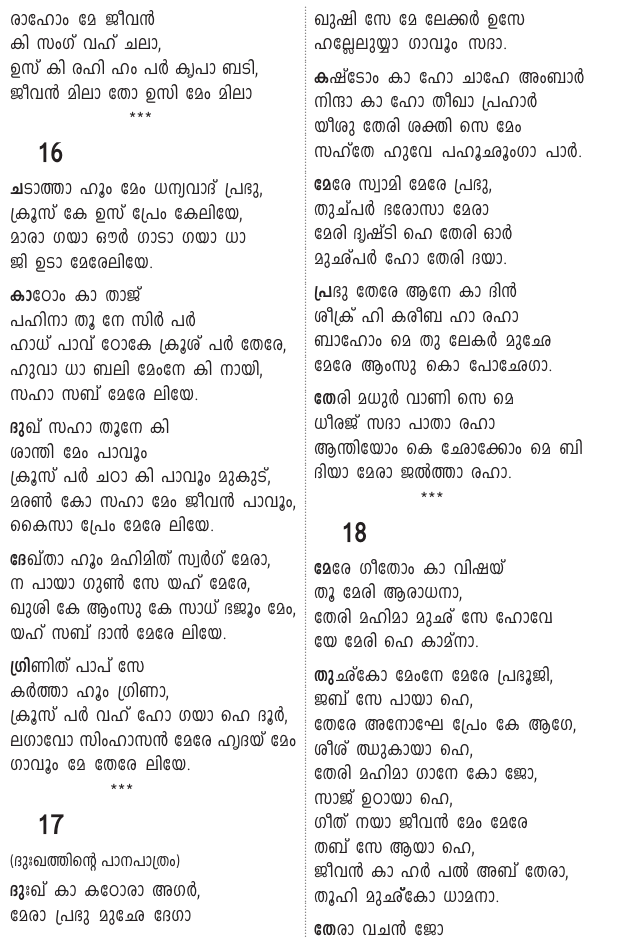 രാഹോം മേ ജീവൻ
കി സംഗ് വഹ് ചലാ,
ഉസ് കി രഹി ഹം പർ കൃപാ ബടി,
ജീവൻ മിലാ തോ ഉസി മേം മിലാ
***
16
ചടാത്താ ഹൂം മേം ധന്യവാദ് പ്രഭു,
ക്രൂസ് കേ ഉസ് പ്രേം കേലിയേ,
മാരാ ഗയാ ഔർ ഗാടാ ഗയാ ധാ
ജി ഉടാ മേരേലിയേ.
കാഠോം കാ താജ്
പഹിനാ തൂ നേ സിർ പർ
ഹാധ് പാവ് ഠോകേ ക്രൂശ് പർ തേരേ,
ഹുവാ ധാ ബലി മേംനേ കി നായി,
സഹാ സബ് മേരേ ലിയേ.
ദുഖ് സഹാ തൂനേ കി
ശാന്തി മേം പാവൂം
ക്രൂസ് പർ ചഠാ കി പാവൂം മുകുട്,
മരൺ കോ സഹാ മേം ജീവൻ പാവൂം,
കൈസാ പ്രേം മേരേ ലിയേ.
ദേഖ്താ ഹൂം മഹിമിത് സ്വർഗ് മേരാ,
ന പായാ ഗുൺ സേ യഹ് മേരേ,
ഖുശി കേ ആംസു കേ സാധ് ഭജൂം മേം,
യഹ് സബ് ദാൻ മേരേ ലിയേ.
ഗ്രിണിത് പാപ് സേ
കർത്താ ഹൂം ഗ്രിണാ,
ക്രൂസ് പർ വഹ് ഹോ ഗയാ ഹെ ദൂർ,
ലഗാവോ സിംഹാസൻ മേരേ ഹൃദയ് മേം
ഗാവൂം മേ തേരേ ലിയേ.
***
17
(ദുഃഖത്തിന്റെ പാനപാത്രം)
ദുഃഖ് കാ കഠോരാ അഗർ,
മേരാ പ്രഭു മുഛേ ദേഗാ
ഖുഷി സേ മേ ലേക്കർ ഉസേ
ഹല്ലേലുയ്യാ ഗാവൂം സദാ.
കഷ്ടോം കാ ഹോ ചാഹേ അംബാർ
നിന്ദാ കാ ഹോ തീഖാ പ്രഹാർ
യീശു തേരി ശക്തി സെ മേം
സഹ്തേ ഹുവേ പഹൂഛൂംഗാ പാർ.
മേരേ സ്വാമി മേരേ പ്രഭു,
തുച്പർ ഭരോസാ മേരാ
മേരി ദൃഷ്ടി ഹെ തേരി ഓർ
മുഛ്പർ ഹോ തേരി ദയാ.
പ്രഭു തേരേ ആനേ കാ ദിൻ
ശീക്ര് ഹി കരീബ ഹാ രഹാ
ബാഹോം മെ തു ലേകർ മുഛേ
മേരേ ആംസു കൊ പോഛേഗാ.
തേരി മധുർ വാണി സെ മെ
ധീരജ് സദാ പാതാ രഹാ
ആന്തിയോം കെ ഛോക്കോം മെ ബി
ദിയാ മേരാ ജൽത്താ രഹാ.
***
18
മേരേ ഗീതോം കാ വിഷയ്
തൂ മേരി ആരാധനാ,
തേരി മഹിമാ മുഛ് സേ ഹോവേ
യേ മേരി ഹെ കാമ്നാ.
തുഛ്കോ മേംനേ മേരേ പ്രഭൂജി,
ജബ് സേ പായാ ഹെ,
തേരേ അനോഘേ പ്രേം കേ ആഗേ,
ശീശ് ഝുകായാ ഹെ,
തേരി മഹിമാ ഗാനേ കോ ജോ,
സാജ് ഉഠായാ ഹെ,
ഗീത് നയാ ജീവൻ മേം മേരേ
തബ് സേ ആയാ ഹെ,
ജീവൻ കാ ഹർ പൽ അബ് തേരാ,
തൂഹി മുഛ്കോ ധാമനാ.
തേരാ വചൻ ജോ